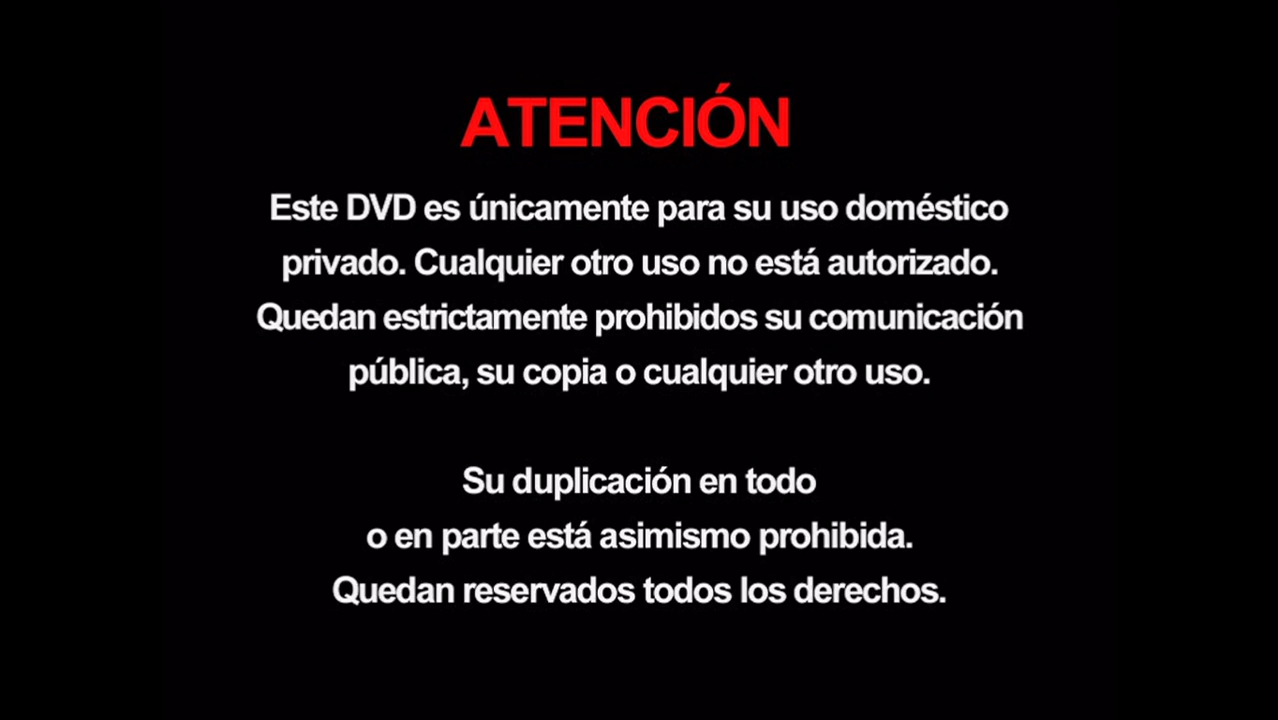 ATENCIÓN
Este DVD es únicamente para su uso doméstico
privado. Cualquier otro uso no está autorizado.
Quedan estrictamente prohibidos su comunicación
pública, su copia o cualquier otro uso.
Su duplicación en todo
o en parte está asimismo prohibida.
Quedan reservados todos los derechos.